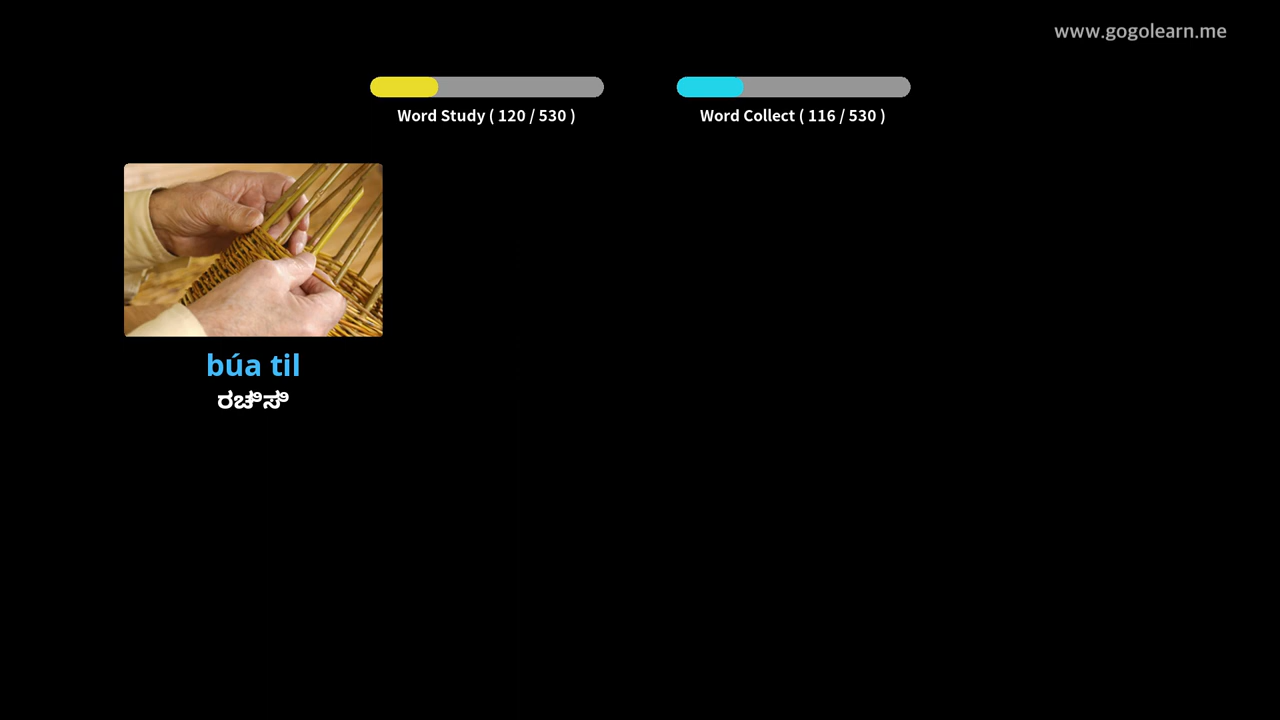 www.gogolearn.me
Word Study ( 120 / 530 )
Word Collect ( 116 / 530 )
búa til
ರಚಿಸಿ